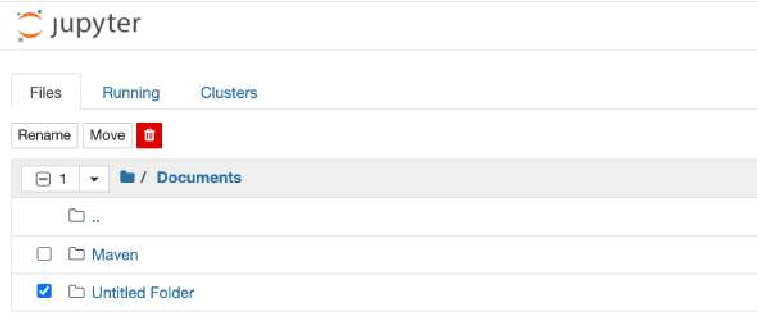 jupyter
Files Running Clusters
Rename Move
1 / Documents
..
Maven
Untitled Folder